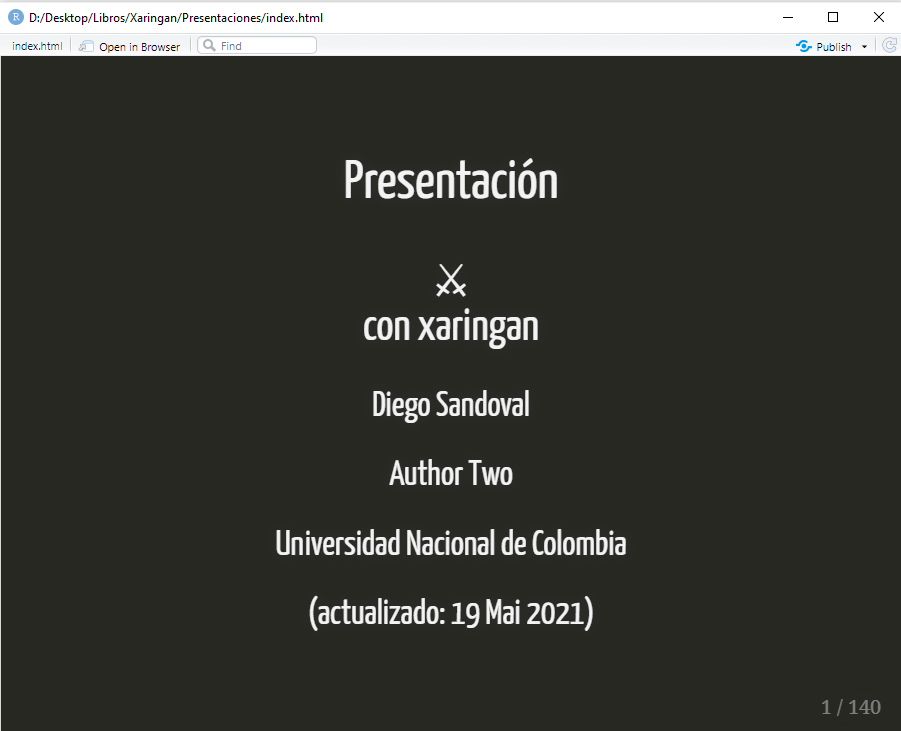 D:/Desktop/Libros/Xaringan/Presentaciones/index.html
index.html Open in Browser Find Publish
Presentación
⚔
con xaringan
Diego Sandoval
Author Two
Universidad Nacional de Colombia
(actualizado: 19 Mai 2021)
1 / 140